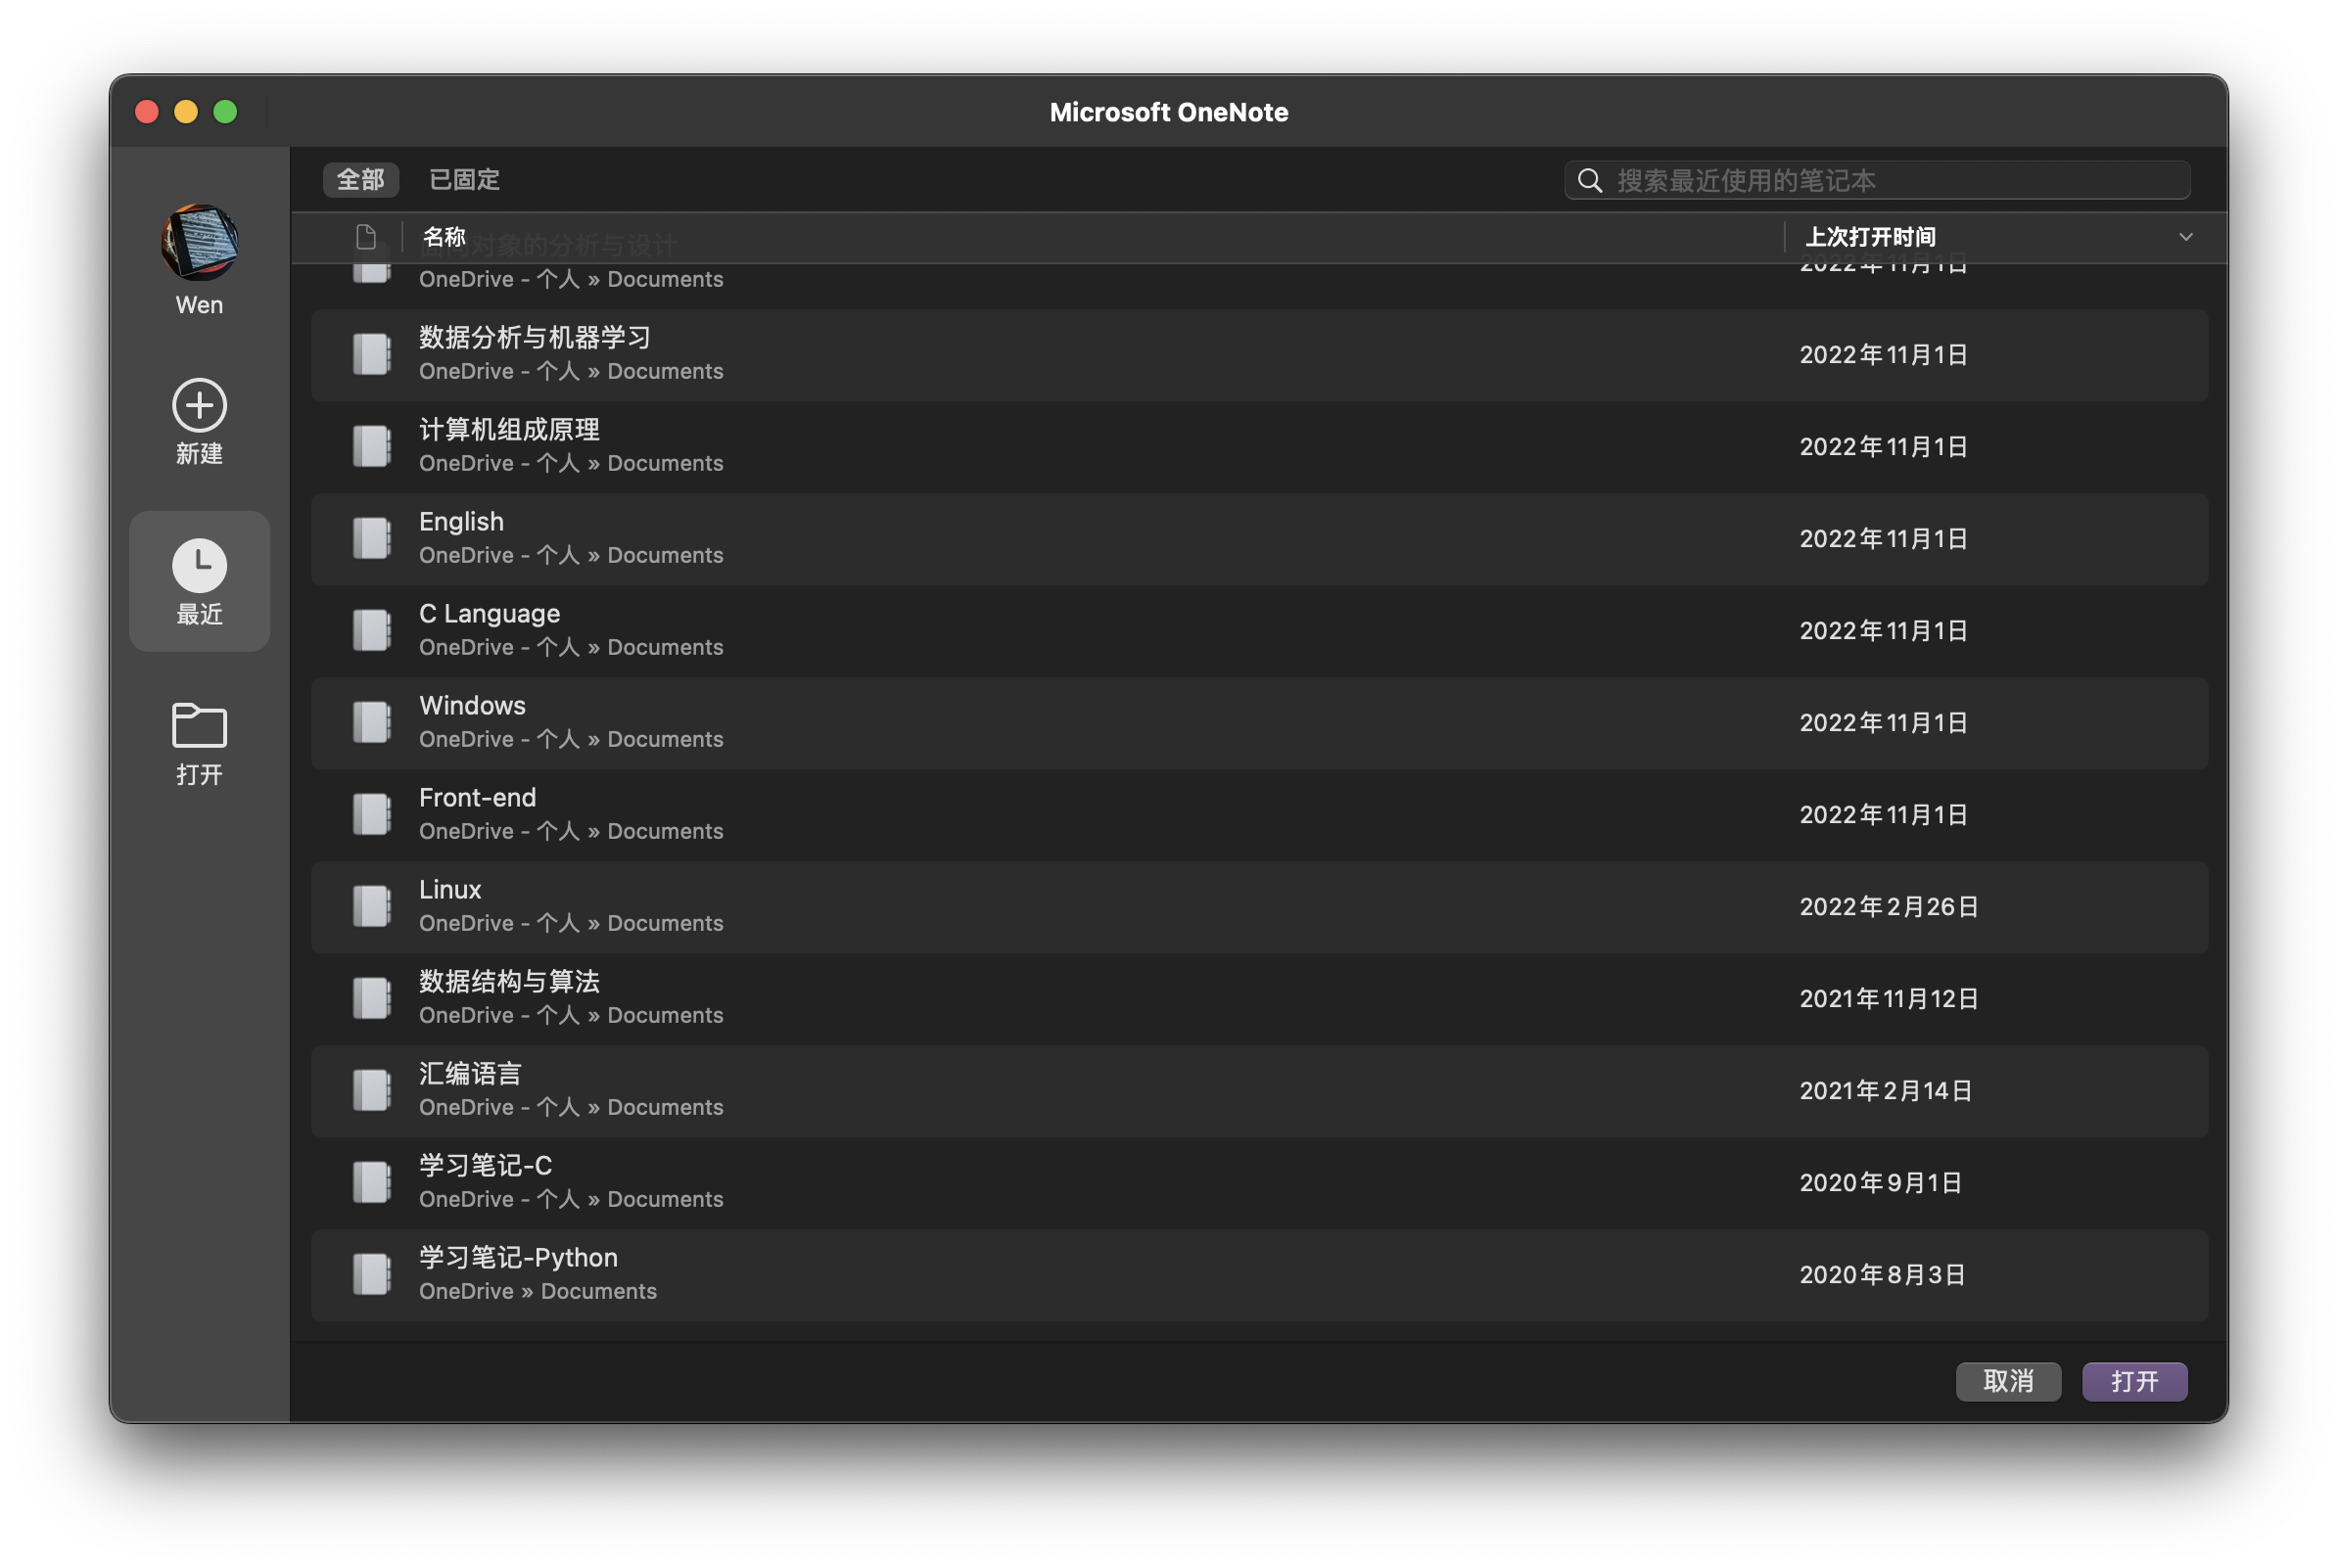 Microsoft OneNote
Wen
新建
最近
打开
全部 已固定
搜索最近使用的笔记本
名称 上次打开时间
面向对象的分析与设计
OneDrive - 个人 » Documents
2022年11月1日
数据分析与机器学习
OneDrive - 个人 » Documents
2022年11月1日
计算机组成原理
OneDrive - 个人 » Documents
2022年11月1日
English
OneDrive - 个人 » Documents
2022年11月1日
C Language
OneDrive - 个人 » Documents
2022年11月1日
Windows
OneDrive - 个人 » Documents
2022年11月1日
Front-end
OneDrive - 个人 » Documents
2022年11月1日
Linux
OneDrive - 个人 » Documents
2022年2月26日
数据结构与算法
OneDrive - 个人 » Documents
2021年11月12日
汇编语言
OneDrive - 个人 » Documents
2021年2月14日
学习笔记-C
OneDrive - 个人 » Documents
2020年9月1日
学习笔记-Python
OneDrive » Documents
2020年8月3日
取消 打开